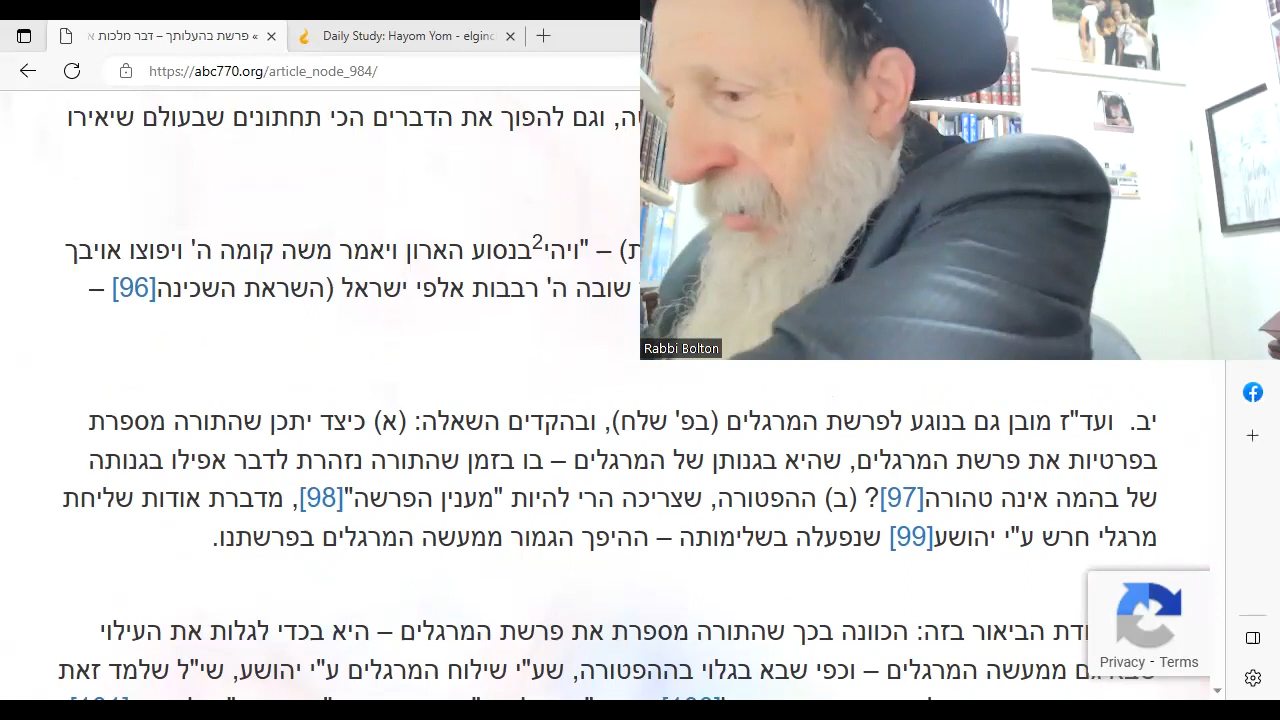 » פרשת בהעלותך – דבר מלכות א
Daily Study: Hayom Yom - elginc
https://abc770.org/article_node_984/
שה, וגם להפוך את הדברים הכי תחתונים שבעולם שיאירו
ת) – "ויהי2בנסוע הארון ויאמר משה קומה ה' ויפוצו אויבך
שובה ה' רבבות אלפי ישראל (השראת השכינה[96] –
Rabbi Bolton
יב. ועד"ז מובן גם בנוגע לפרשת המרגלים (בפ' שלח), ובהקדים השאלה: (א) כיצד יתכן שהתורה מספרת
בפרטיות את פרשת המרגלים, שהיא בגנותן של המרגלים – בו בזמן שהתורה נזהרת לדבר אפילו בגנותה
של בהמה אינה טהורה[97]? (ב) ההפטורה, שצריכה הרי להיות "מענין הפרשה"[98], מדברת אודות שליחת
מרגלי חרש ע"י יהושע[99] שנפעלה בשלימותה – ההיפך הגמור ממעשה המרגלים בפרשתנו.
הביאור בזה: הכוונה בכך שהתורה מספרת את פרשת המרגלים – היא בכדי לגלות את העילוי
ממעשה המרגלים – וכפי שבא בגלוי בההפטורה, שע"י שילוח המרגלים ע"י יהושע, שי"ל שלמד זאת
Privacy - Terms